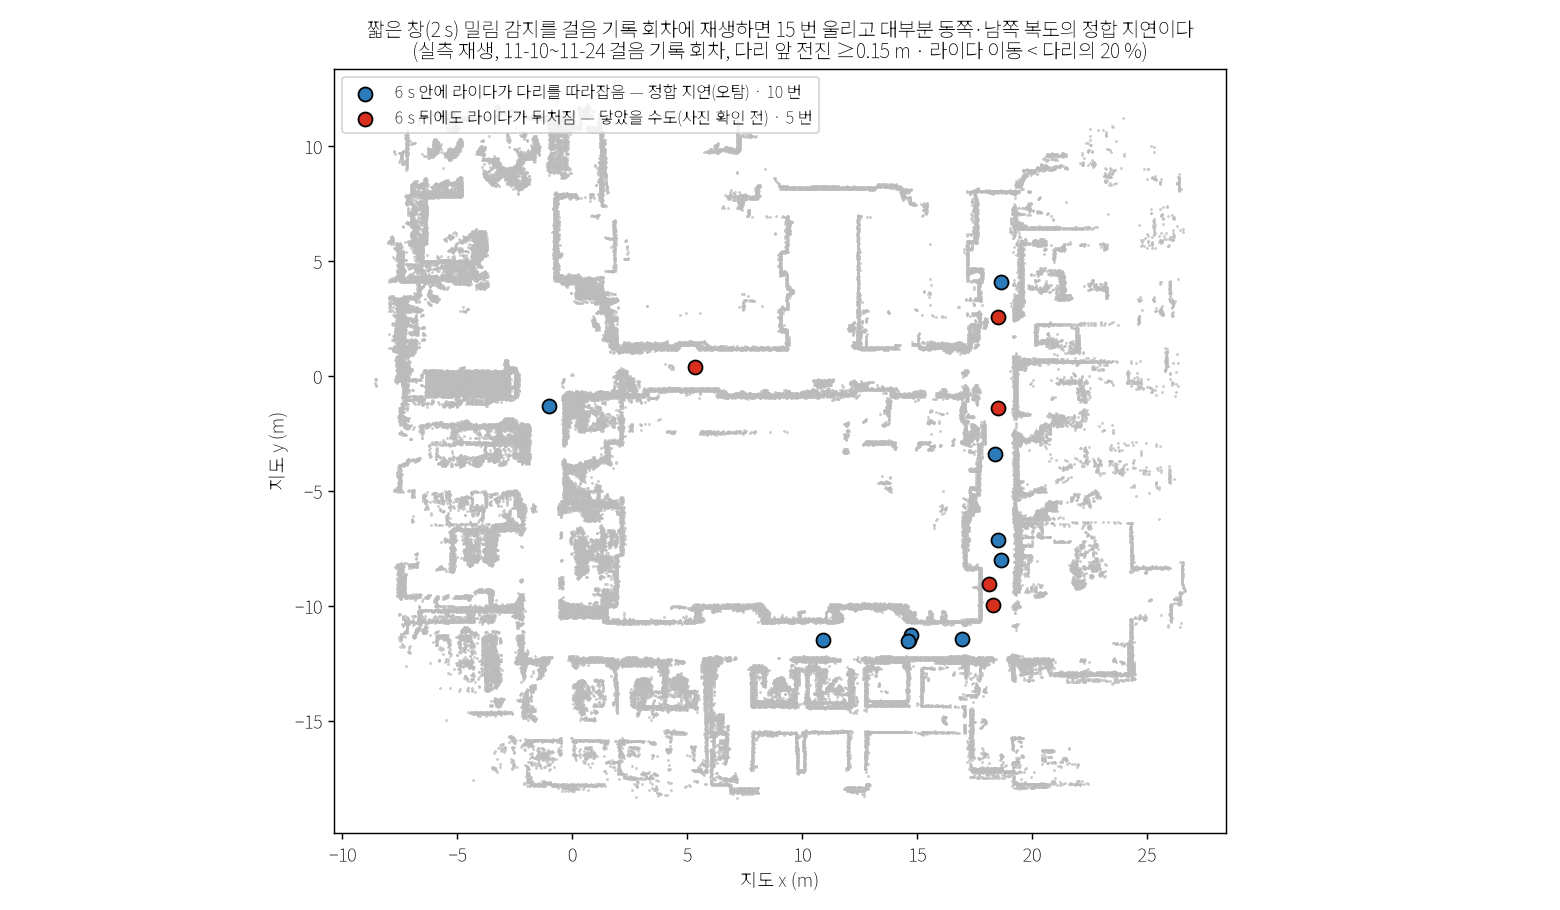 짧은 창(2 s) 밀림 감지를 걸음 기록 회차에 재생하면 15 번 울리고 대부분 동쪽·남쪽 복도의 정합 지연이다
(실측 재생, 11-10~11-24 걸음 기록 회차, 다리 앞 전진 ≥0.15 m · 라이다 이동 < 다리의 20 %)
6 s 안에 라이다가 다리를 따라잡음 — 정합 지연(오탐) · 10 번
6 s 뒤에도 라이다가 뒤처짐 — 닿았을 수도(사진 확인 전) · 5 번
10
5
0
−5
−10
−15
지도 y (m)
−10 −5 0 5 10 15 20 25
지도 x (m)